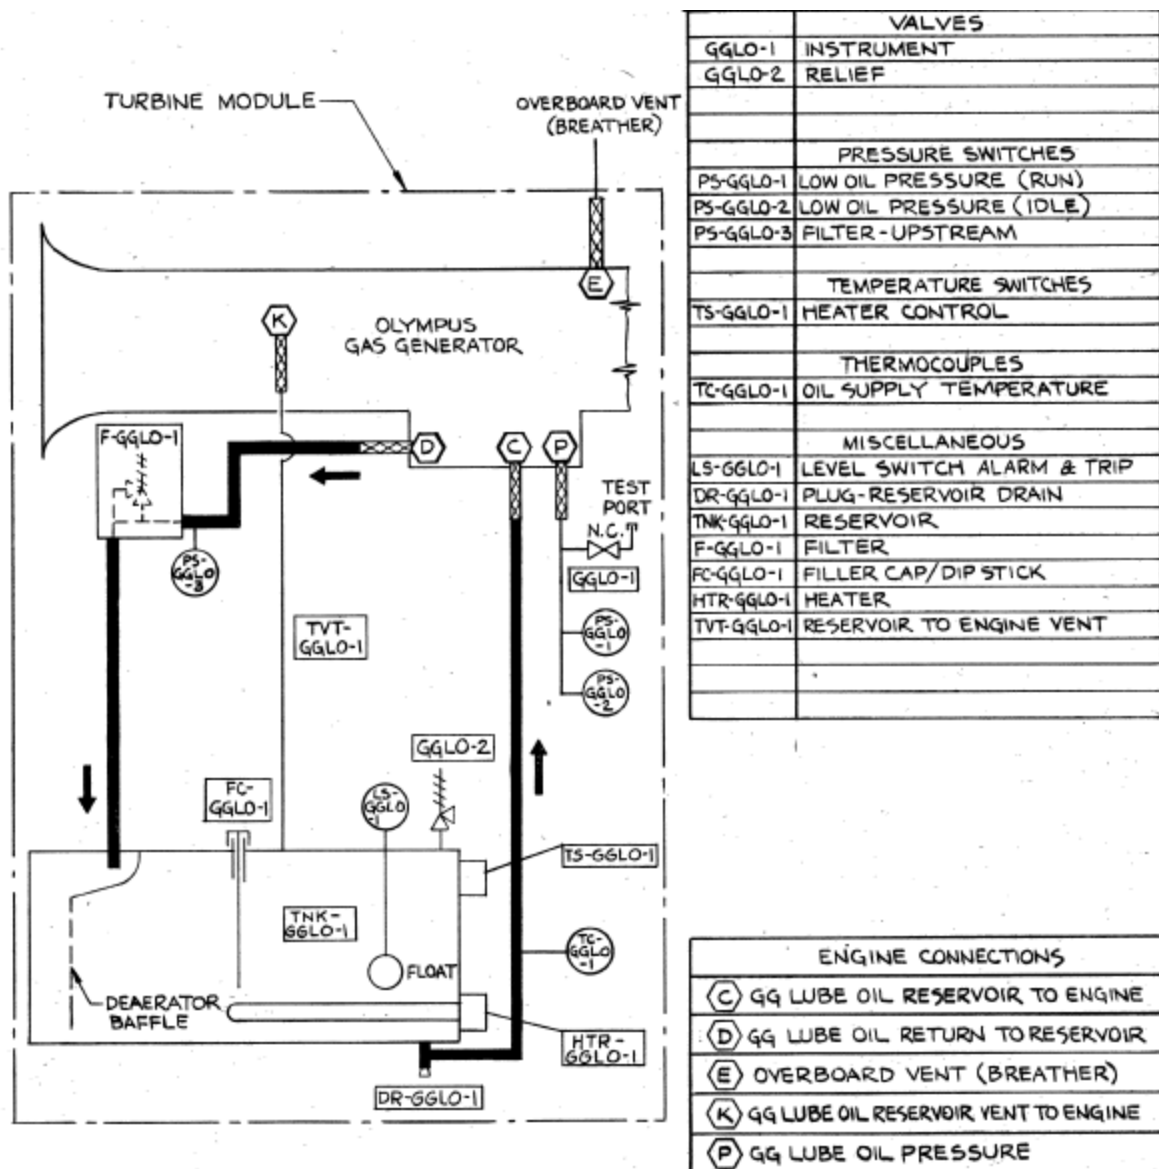 TURBINE MODULE
OVERBOARD VENT
(BREATHER)
E
K
OLYMPUS
GAS GENERATOR
F-GGLO-1
D
C
P
TEST
PORT
N.C.
GGLO-1
PS-
GGLO
-3
PS-
GGLO
-1
TVT-
GGLO-1
PS-
GGLO
-2
GGLO-2
FC-
GGLO-1
LS-
GGLO
-1
TS-GGLO-1
TNK-
GGLO-1
TC-
GGLO
-1
FLOAT
DEAERATOR
BAFFLE
HTR-
GGLO-1
DR-GGLO-1
VALVES
GGLO-1 INSTRUMENT
GGLO-2 RELIEF
PRESSURE SWITCHES
PS-GGLO-1 LOW OIL PRESSURE (RUN)
PS-GGLO-2 LOW OIL PRESSURE (IDLE)
PS-GGLO-3 FILTER-UPSTREAM
TEMPERATURE SWITCHES
TS-GGLO-1 HEATER CONTROL
THERMOCOUPLES
TC-GGLO-1 OIL SUPPLY TEMPERATURE
MISCELLANEOUS
LS-GGLO-1 LEVEL SWITCH ALARM & TRIP
DR-GGLO-1 PLUG-RESERVOIR DRAIN
TNK-GGLO-1 RESERVOIR
F-GGLO-1 FILTER
FC-GGLO-1 FILLER CAP/DIP STICK
HTR-GGLO-1 HEATER
TVT-GGLO-1 RESERVOIR TO ENGINE VENT
ENGINE CONNECTIONS
C GG LUBE OIL RESERVOIR TO ENGINE
D GG LUBE OIL RETURN TO RESERVOIR
E OVERBOARD VENT (BREATHER)
K GG LUBE OIL RESERVOIR VENT TO ENGINE
P GG LUBE OIL PRESSURE